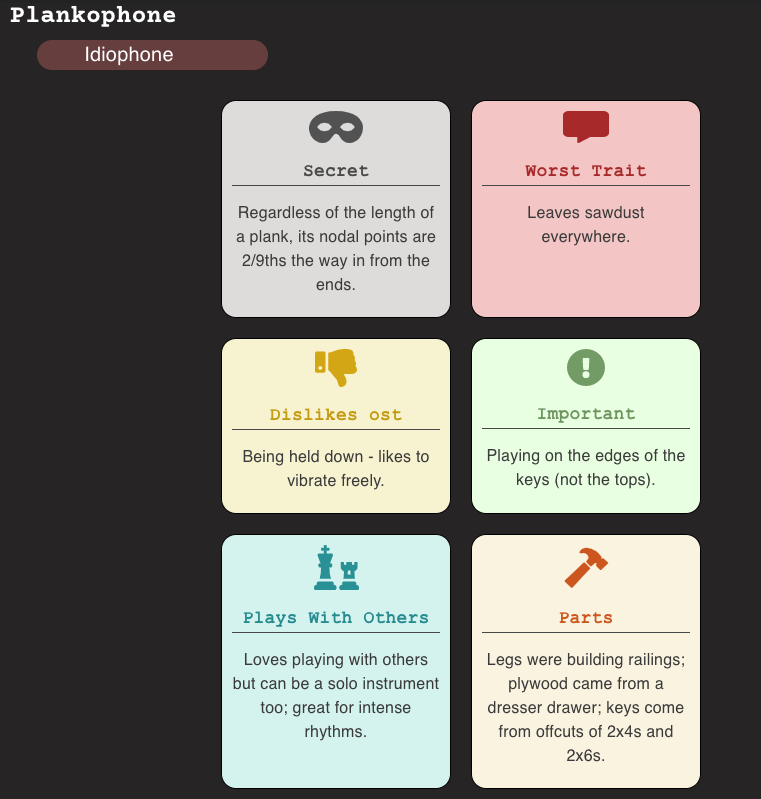 Plankophone
Idiophone
Secret
Regardless of the length of
a plank, its nodal points are
2/9ths the way in from the
ends.
Worst Trait
Leaves sawdust
everywhere.
Dislikes ost
Being held down - likes to
vibrate freely.
Important
Playing on the edges of the
keys (not the tops).
Plays With Others
Loves playing with others
but can be a solo instrument
too; great for intense
rhythms.
Parts
Legs were building railings;
plywood came from a
dresser drawer; keys come
from offcuts of 2x4s and
2x6s.